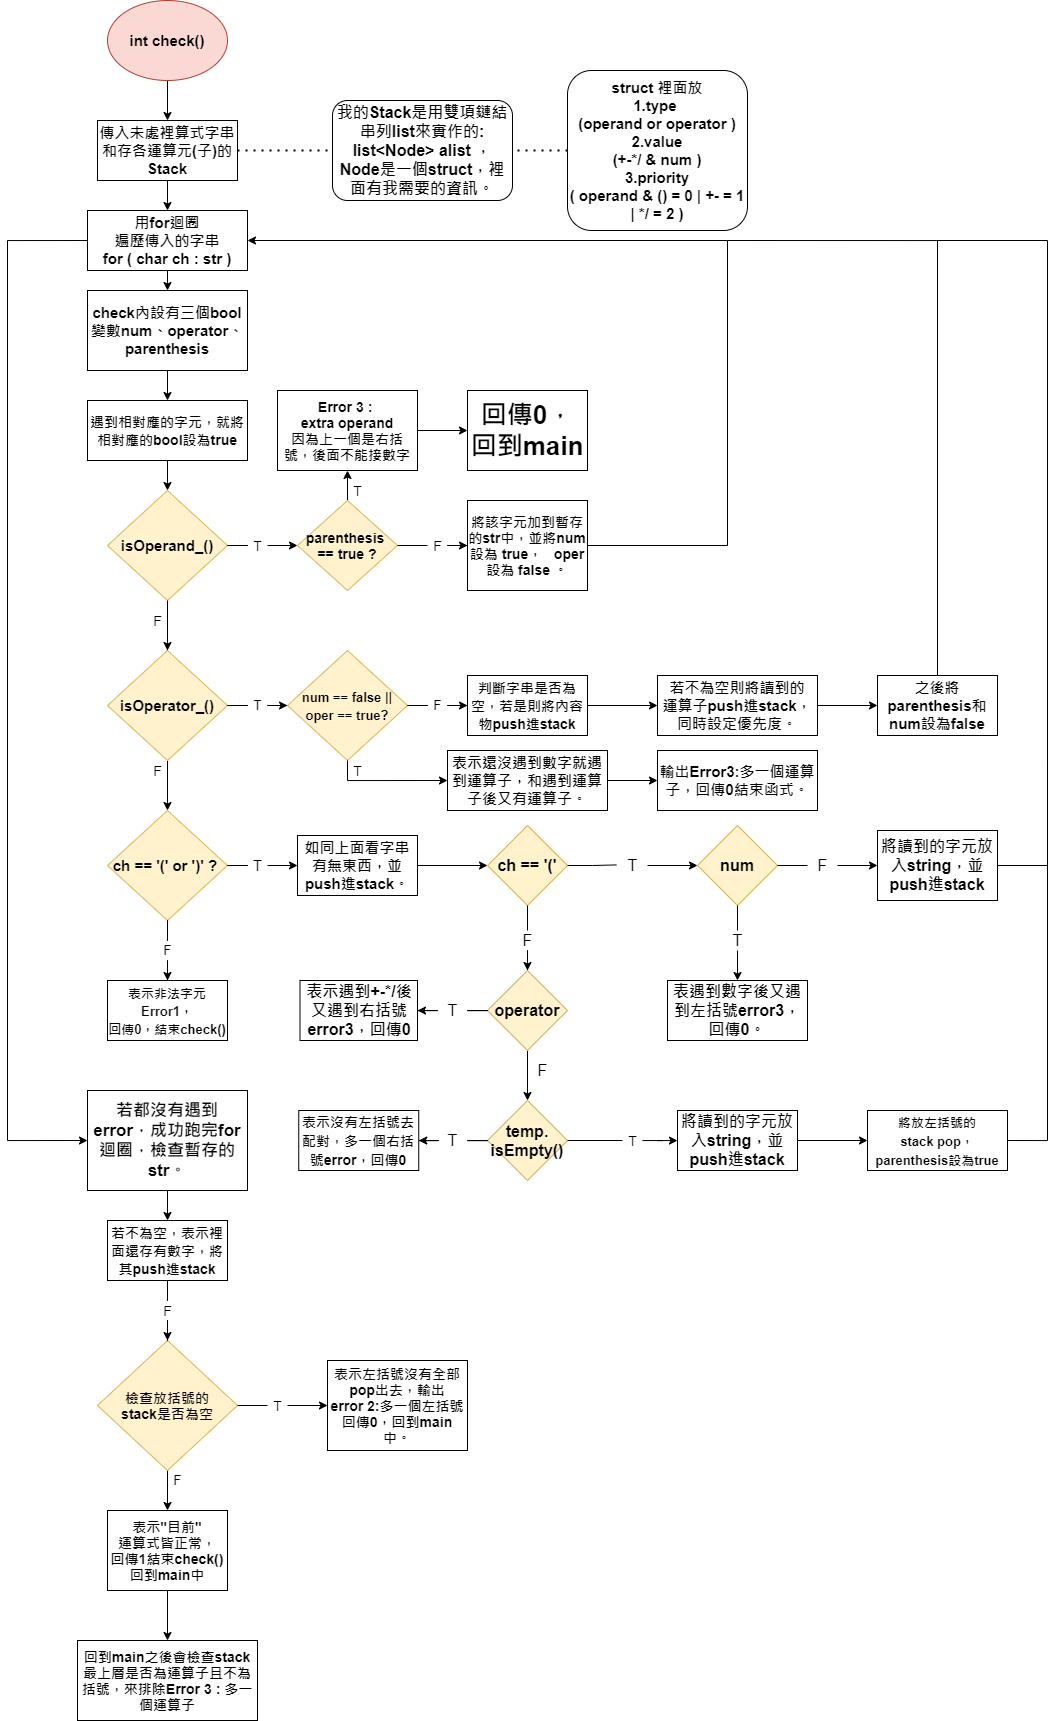 int check()
傳入未處裡算式字串
和存各運算元(子)的
Stack
我的Stack是用雙項鏈結
串列list來實作的:
list<Node> alist ，
Node是一個struct，裡
面有我需要的資訊。
struct 裡面放
1.type
(operand or operator )
2.value
(+-*/ & num )
3.priority
( operand & () = 0 | +- = 1
| */ = 2 )
用for迴圈
遍歷傳入的字串
for ( char ch : str )
check內設有三個bool
變數num、operator、
parenthesis
遇到相對應的字元，就將
相對應的bool設為true
Error 3 :
extra operand
因為上一個是右括
號，後面不能接數字
回傳0，
回到main
T
isOperand_()
T
parenthesis
== true ?
F
將該字元加到暫存
的str中，並將num
設為 true， oper
設為 false 。
F
isOperator_()
T
num == false ||
oper == true?
F
判斷字串是否為
空，若是則將內容
物push進stack
若不為空則將讀到的
運算子push進stack，
同時設定優先度。
之後將
parenthesis和
num設為false
F
T
表示還沒遇到數字就遇
到運算子，和遇到運算
子後又有運算子。
輸出Error3:多一個運算
子，回傳0結束函式。
ch == '(' or ')' ?
T
如同上面看字串
有無東西，並
push進stack。
ch == '('
T
num
F
將讀到的字元放
入string，並
push進stack
F
F
T
表示非法字元
Error1，
回傳0，結束check()
表示遇到+-*/後
又遇到右括號
error3，回傳0
T
operator
表遇到數字後又遇
到左括號error3，
回傳0。
F
若都沒有遇到
error，成功跑完for
迴圈，檢查暫存的
str。
表示沒有左括號去
配對，多一個右括
號error，回傳0
T
temp.
isEmpty()
T
將讀到的字元放
入string，並
push進stack
將放左括號的
stack pop，
parenthesis設為true
若不為空，表示裡
面還存有數字，將
其push進stack
F
檢查放括號的
stack是否為空
T
表示左括號沒有全部
pop出去，輸出
error 2:多一個左括號
回傳0，回到main
中。
F
表示"目前"
運算式皆正常，
回傳1結束check()
回到main中
回到main之後會檢查stack
最上層是否為運算子且不為
括號，來排除Error 3 : 多一
個運算子